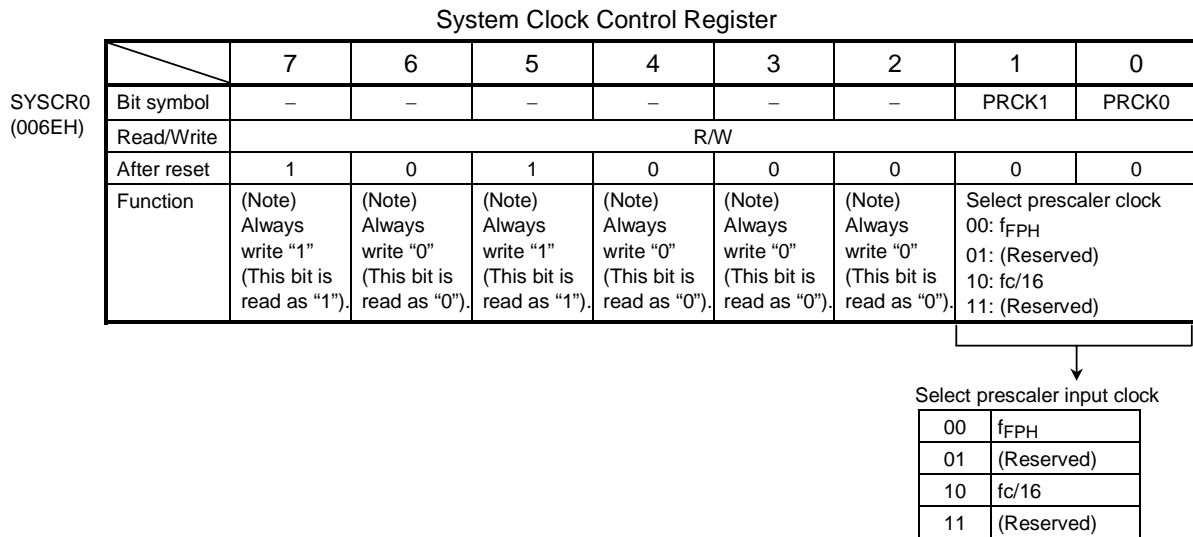 System Clock Control Register
7 6 5 4 3 2 1 0
SYSCR0
(006EH)
Bit symbol − − − − − − PRCK1 PRCK0
Read/Write R/W
After reset 1 0 1 0 0 0 0 0
Function
(Note)
Always
write “1”
(This bit is
read as “1”).
(Note)
Always
write “0”
(This bit is
read as “0”).
(Note)
Always
write “1”
(This bit is
read as “1”).
(Note)
Always
write “0”
(This bit is
read as “0”).
(Note)
Always
write “0”
(This bit is
read as “0”).
(Note)
Always
write “0”
(This bit is
read as “0”).
Select prescaler clock
00: fFPH
01: (Reserved)
10: fc/16
11: (Reserved)
Select prescaler input clock
00 fFPH
01 (Reserved)
10 fc/16
11 (Reserved)